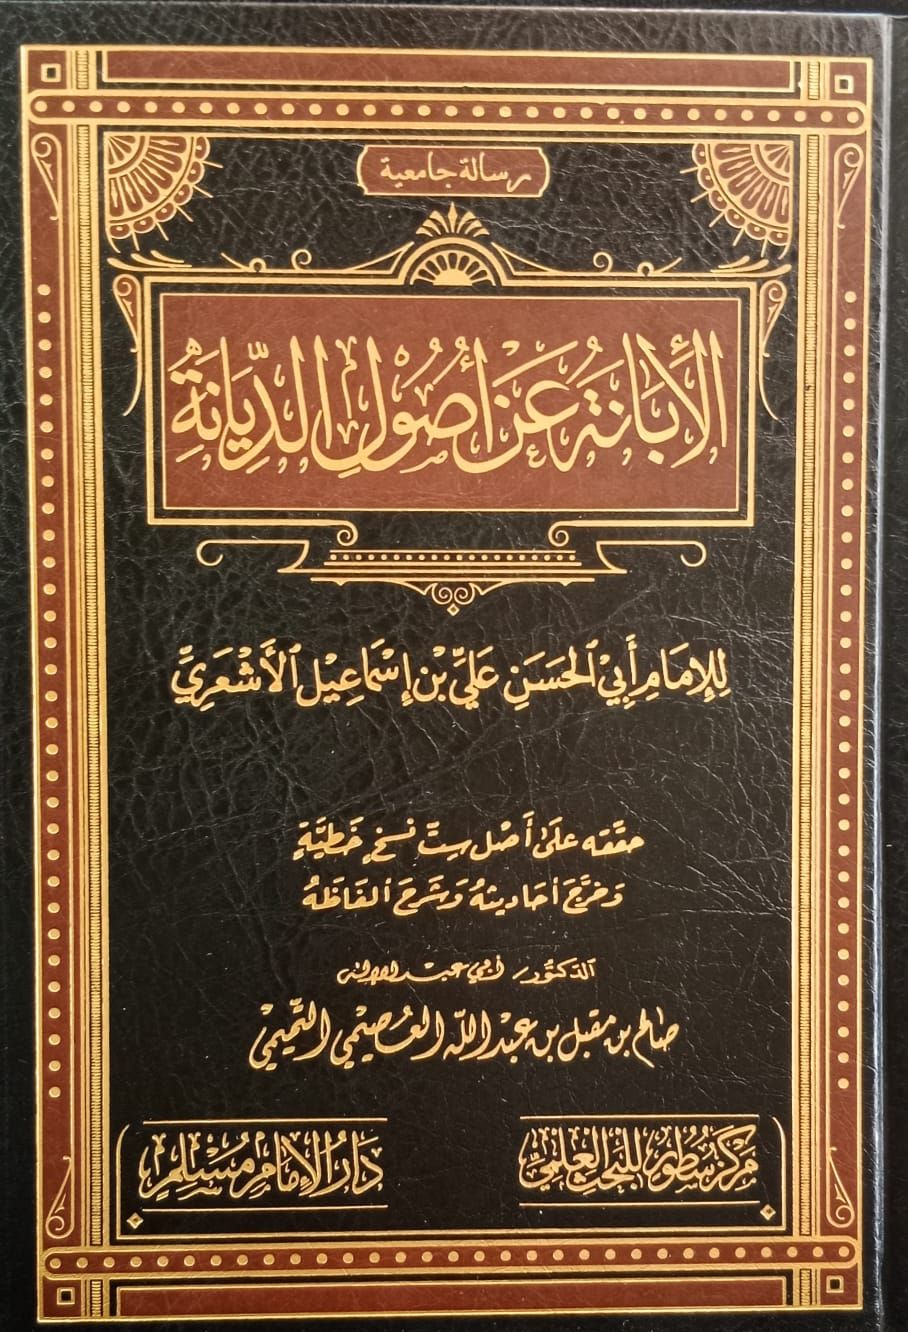 رسالة جامعية
الإبانة عن أصول الديانة
للإمام أبي الحسن علي بن إسماعيل الأشعري
حققه على أصل ست نسخ خطية
وخرج أحاديثه وشرح ألفاظه
الدكتور أبي عبد الإله
صالح بن مقبل بن عبد الله العصيمي التميمي
مركز سطور للبحث العلمي
دار الإمام مسلم